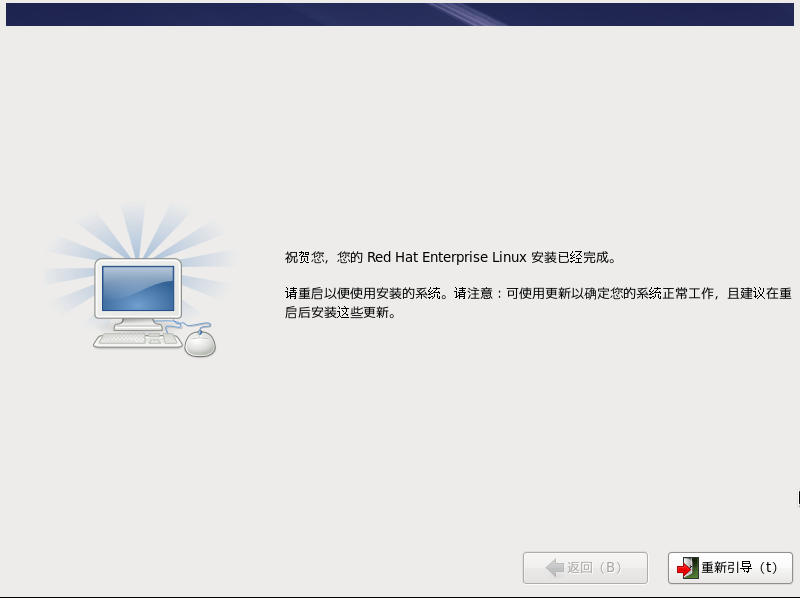 祝贺您，您的 Red Hat Enterprise Linux 安装已经完成。
请重启以便使用安装的系统。请注意：可使用更新以确定您的系统正常工作，且建议在重
启后安装这些更新。
返回（B）
重新引导（t）